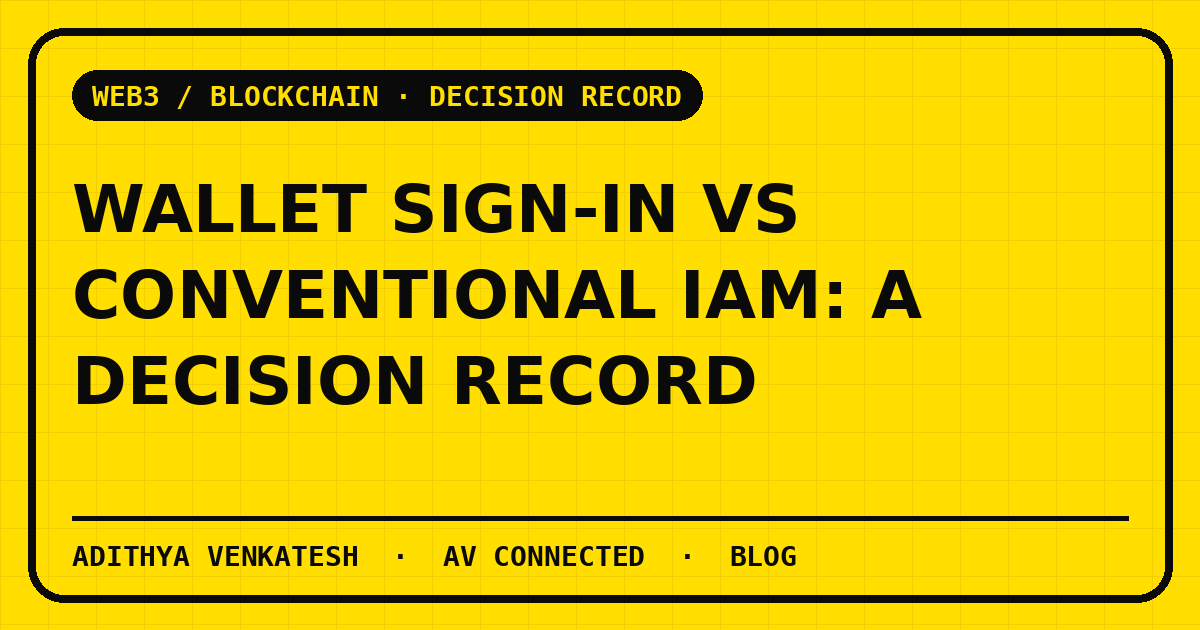 WEB3 / BLOCKCHAIN · DECISION RECORD
WALLET SIGN-IN VS
CONVENTIONAL IAM: A
DECISION RECORD
ADITHYA VENKATESH · AV CONNECTED · BLOG